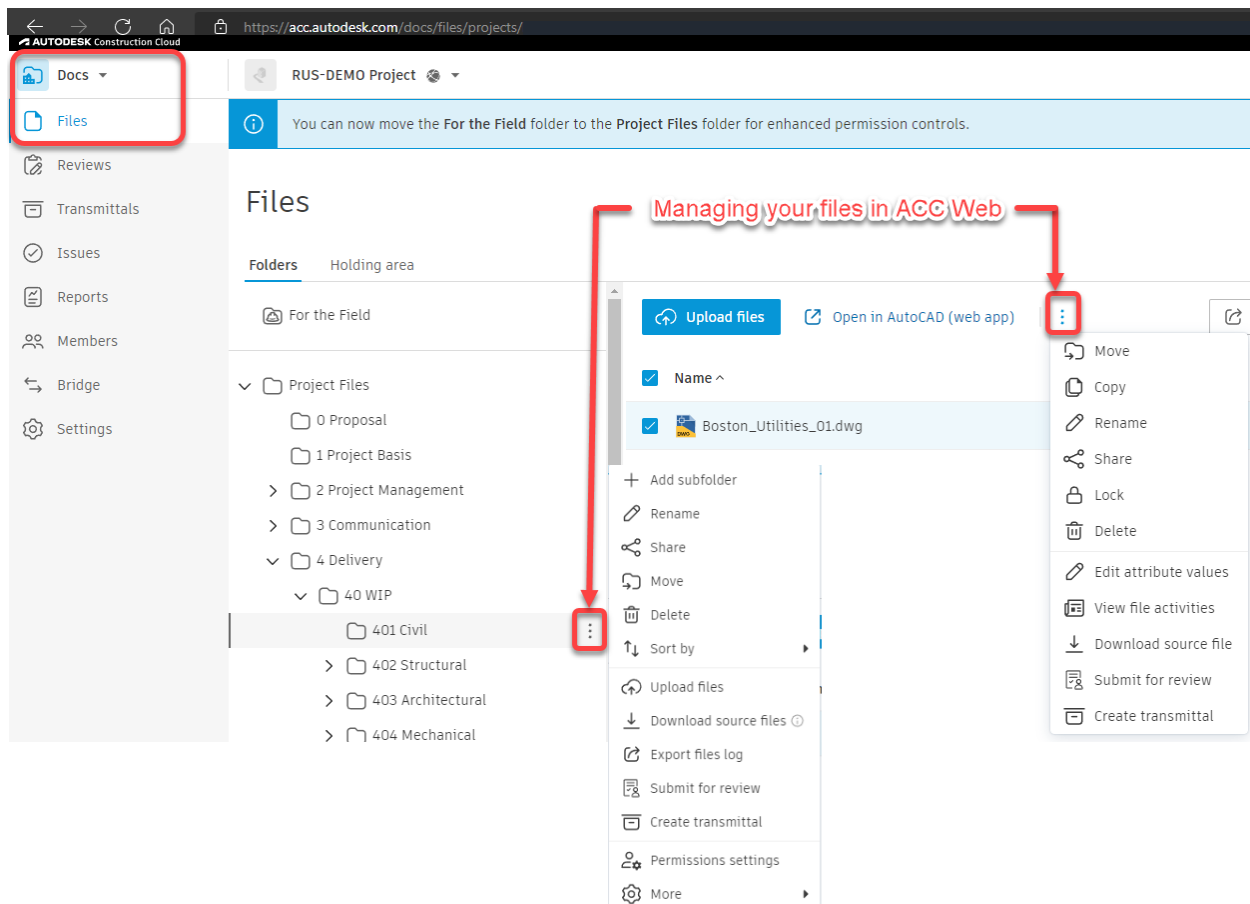 https://acc.autodesk.com/docs/files/projects/
AUTODESK Construction Cloud
Docs
RUS-DEMO Project
Files
You can now move the For the Field folder to the Project Files folder for enhanced permission controls.
Reviews
Transmittals
Issues
Reports
Members
Bridge
Settings
Files
Managing your files in ACC Web
Folders
Holding area
For the Field
Project Files
0 Proposal
1 Project Basis
2 Project Management
3 Communication
4 Delivery
40 WIP
401 Civil
402 Structural
403 Architectural
404 Mechanical
Upload files
Open in AutoCAD (web app)
Name
DWG
Boston_Utilities_01.dwg
Add subfolder
Rename
Share
Move
Delete
Sort by
Upload files
Download source files
Export files log
Submit for review
Create transmittal
Permissions settings
More
Move
Copy
Rename
Share
Lock
Delete
Edit attribute values
View file activities
Download source file
Submit for review
Create transmittal